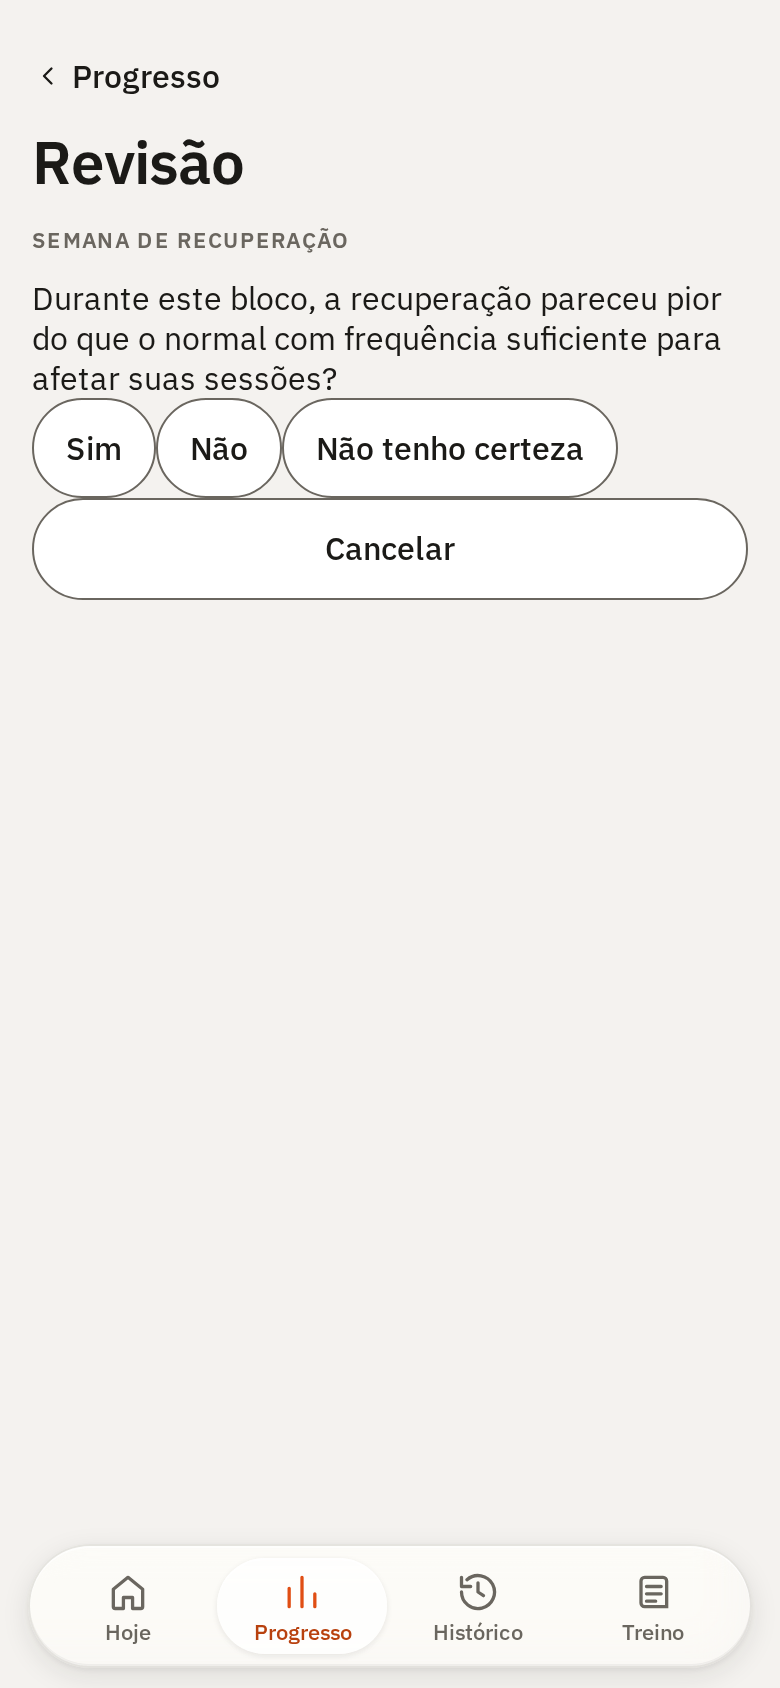 Progresso
Revisão
SEMANA DE RECUPERAÇÃO
Durante este bloco, a recuperação pareceu pior
do que o normal com frequência suficiente para
afetar suas sessões?
Sim Não Não tenho certeza
Cancelar
Hoje Progresso Histórico Treino